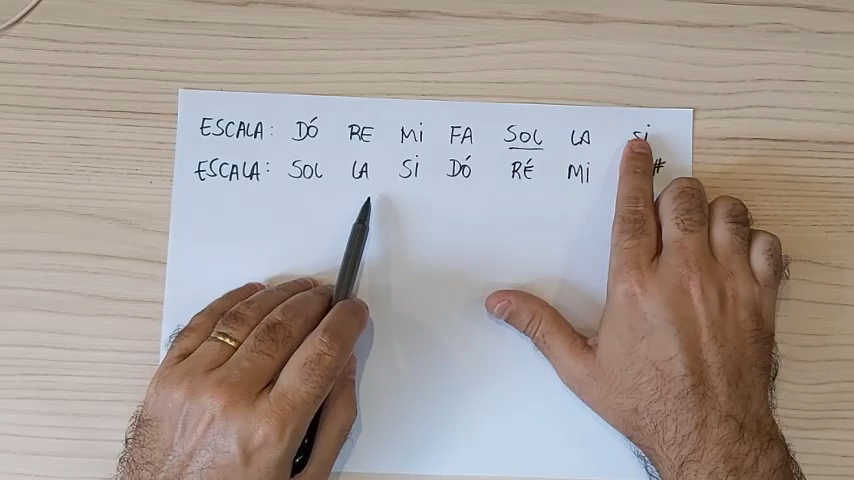 ESCALA: DÓ RE Mi FA SOL LA Si
ESCALA: SOL LA Si DÓ RÉ Mi #